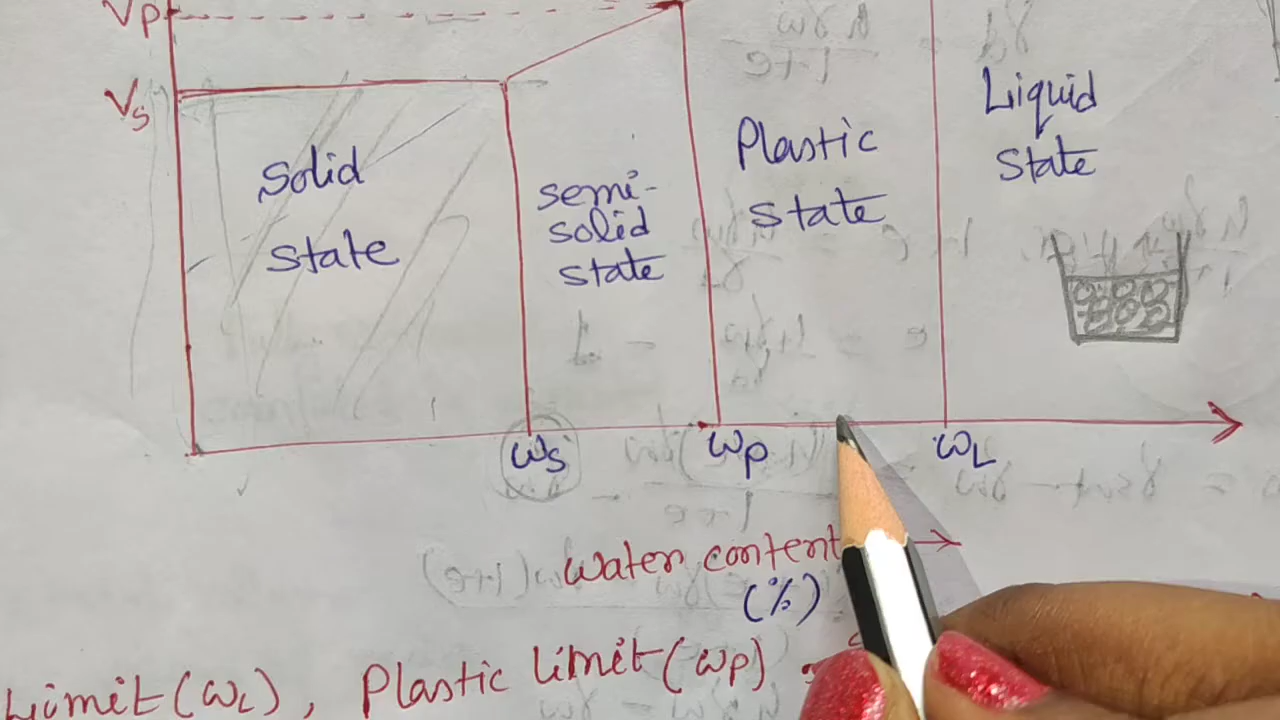 Vp
Vs
Solid
state
semi-
solid
state
Plastic
state
Liquid
state
ws wp wL
Water content
(%)
Limit (wL), Plastic limit (wp)